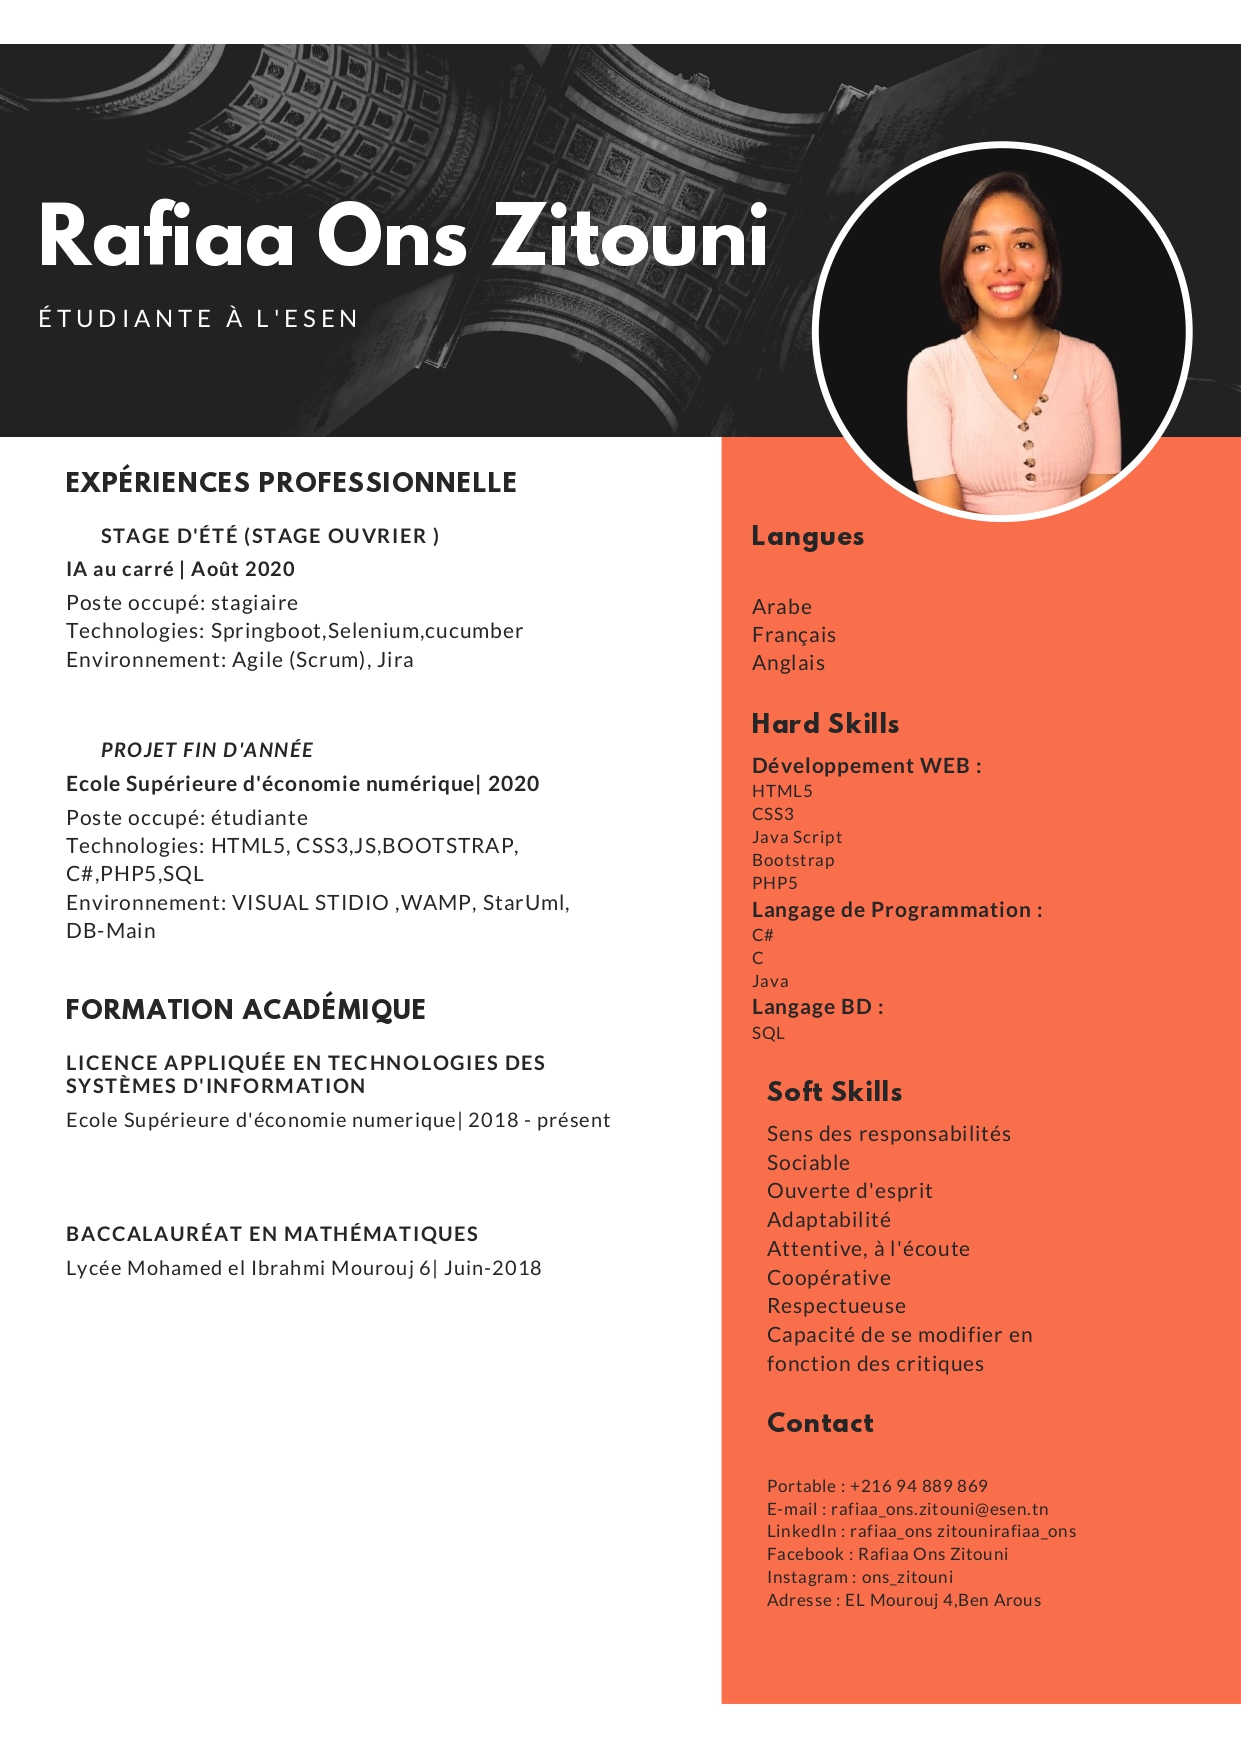 Rafiaa Ons Zitouni
ÉTUDIANTE À L'ESEN
EXPÉRIENCES PROFESSIONNELLE
STAGE D'ÉTÉ (STAGE OUVRIER )
IA au carré | Août 2020
Poste occupé: stagiaire
Technologies: Springboot,Selenium,cucumber
Environnement: Agile (Scrum), Jira
PROJET FIN D'ANNÉE
Ecole Supérieure d'économie numérique| 2020
Poste occupé: étudiante
Technologies: HTML5, CSS3,JS,BOOTSTRAP,
C#,PHP5,SQL
Environnement: VISUAL STIDIO ,WAMP, StarUml,
DB-Main
FORMATION ACADÉMIQUE
LICENCE APPLIQUÉE EN TECHNOLOGIES DES
SYSTÈMES D'INFORMATION
Ecole Supérieure d'économie numerique| 2018 - présent
BACCALAURÉAT EN MATHÉMATIQUES
Lycée Mohamed el Ibrahmi Mourouj 6| Juin-2018
Langues
Arabe
Français
Anglais
Hard Skills
Développement WEB :
HTML5
CSS3
Java Script
Bootstrap
PHP5
Langage de Programmation :
C#
C
Java
Langage BD :
SQL
Soft Skills
Sens des responsabilités
Sociable
Ouverte d'esprit
Adaptabilité
Attentive, à l'écoute
Coopérative
Respectueuse
Capacité de se modifier en
fonction des critiques
Contact
Portable : +216 94 889 869
E-mail : rafiaa_ons.zitouni@esen.tn
LinkedIn : rafiaa_ons zitounirafiaa_ons
Facebook : Rafiaa Ons Zitouni
Instagram : ons_zitouni
Adresse : EL Mourouj 4,Ben Arous